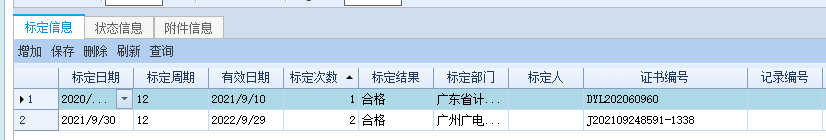 标定信息 状态信息 附件信息
增加 保存 删除 刷新 查询
标定日期 标定周期 有效日期 标定次数 标定结果 标定部门 标定人 证书编号 记录编号
1 2020/... 12 2021/9/10 1 合格 广东省计... DYL202060960
2 2021/9/30 12 2022/9/29 2 合格 广州广电... J202109248591-1338